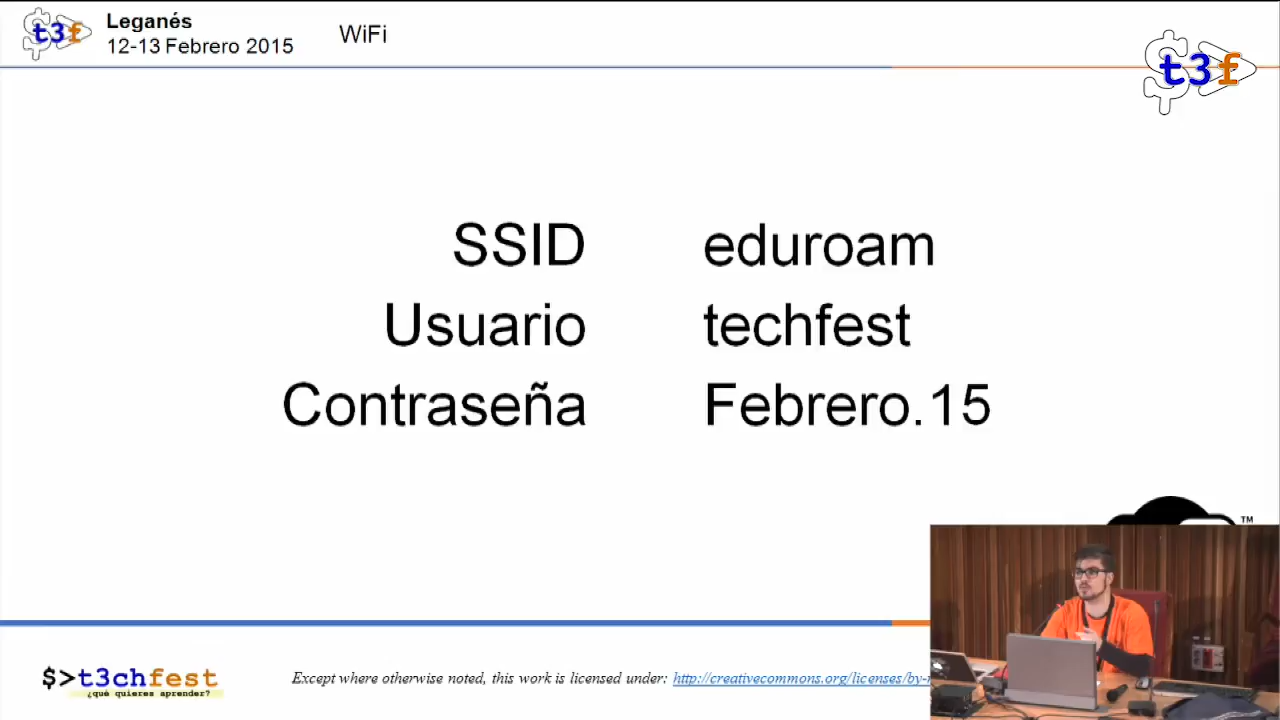 t3f
Leganés
12-13 Febrero 2015
WiFi
t3f
SSID eduroam
Usuario techfest
Contraseña Febrero.15
TM
$>t3chfest
¿qué quieres aprender?
Except where otherwise noted, this work is licensed under: http://creativecommons.org/licenses/by-